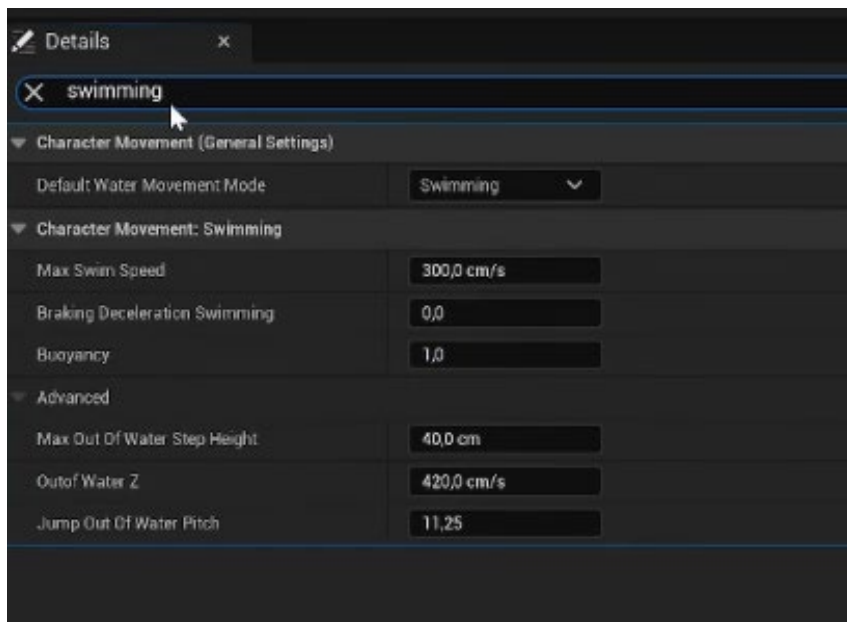 Details
swimming
Character Movement (General Settings)
Default Water Movement Mode Swimming
Character Movement: Swimming
Max Swim Speed 300,0 cm/s
Braking Deceleration Swimming 0,0
Buoyancy 1,0
Advanced
Max Out Of Water Step Height 40,0 cm
Outof Water Z 420,0 cm/s
Jump Out Of Water Pitch 11,25